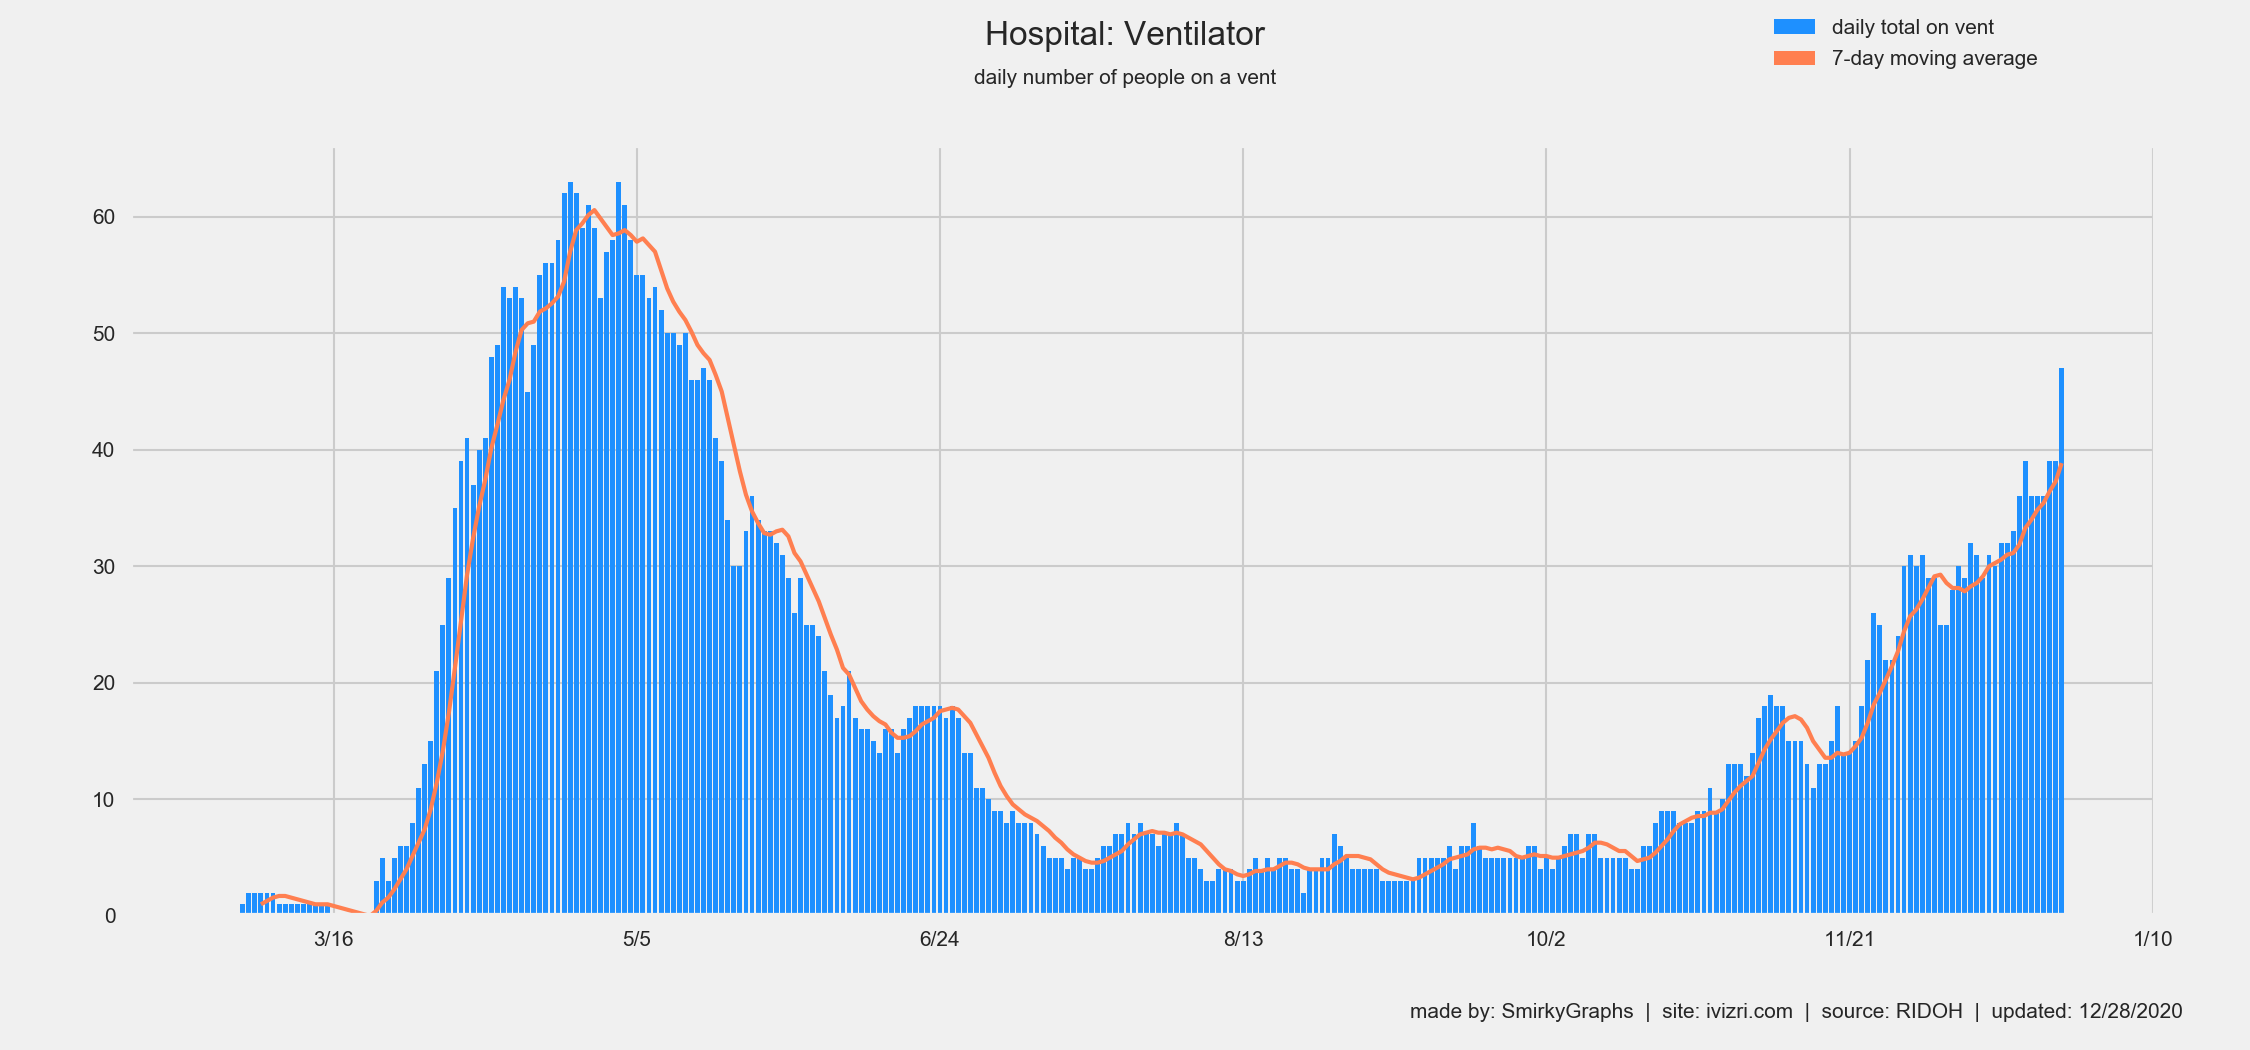 Hospital: Ventilator
daily number of people on a vent
daily total on vent
7-day moving average
60
50
40
30
20
10
0
3/16 5/5 6/24 8/13 10/2 11/21 1/10
made by: SmirkyGraphs | site: ivizri.com | source: RIDOH | updated: 12/28/2020